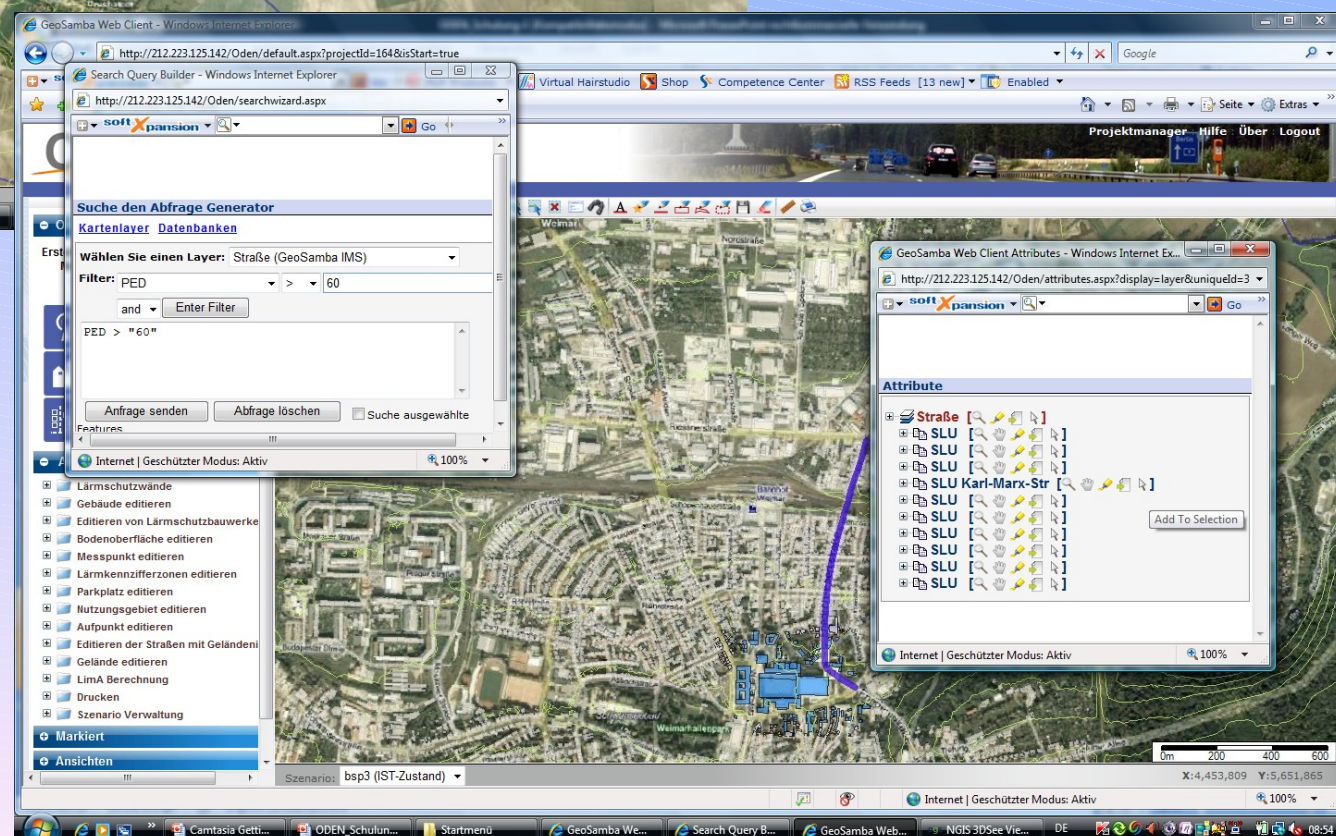 GeoSamba Web Client - Windows Internet Explorer
http://212.223.125.142/Oden/default.aspx?projectId=164&isStart=true
Google
Virtual Hairstudio Shop Competence Center RSS Feeds [13 new] Enabled
Seite Extras
Projektmanager Hilfe Über Logout
Berlin
Search Query Builder - Windows Internet Explorer
http://212.223.125.142/Oden/searchwizard.aspx
softXpansion Go
Suche den Abfrage Generator
Kartenlayer Datenbanken
Wählen Sie einen Layer: Straße (GeoSamba IMS)
Filter: PED > 60
and Enter Filter
PED > "60"
Anfrage senden Abfrage löschen Suche ausgewählte
Features
Internet | Geschützter Modus: Aktiv 100%
Lärmschutzwände
Gebäude editieren
Editieren von Lärmschutzbauwerke
Bodenoberfläche editieren
Messpunkt editieren
Lärmkennzifferzonen editieren
Parkplatz editieren
Nutzungsgebiet editieren
Aufpunkt editieren
Editieren der Straßen mit Geländeni
Gelände editieren
LimA Berechnung
Drucken
Szenario Verwaltung
Markiert
Ansichten
Weimar
Nordstraße
Bahnhof
Weimar
Prager Straße
Weimarhallenpark
GeoSamba Web Client Attributes - Windows Internet Ex...
http://212.223.125.142/Oden/attributes.aspx?display=layer&uniqueId=3
softXpansion Go
Attribute
Straße [ ]
SLU [ ]
SLU [ ]
SLU [ ]
SLU Karl-Marx-Str [ ]
SLU [ ]
SLU [ ]
SLU [ ]
SLU [ ]
SLU [ ]
SLU [ ]
Add To Selection
Internet | Geschützter Modus: Aktiv 100%
0m 200 400 600
Szenario: bsp3 (IST-Zustand)
X:4,453,809 Y:5,651,865
Internet | Geschützter Modus: Aktiv 100%
Camtasia Getti... ODEN_Schulun... Startmenü GeoSamba We... Search Query B... GeoSamba Web... NGIS 3DSee Vie... DE 08:54